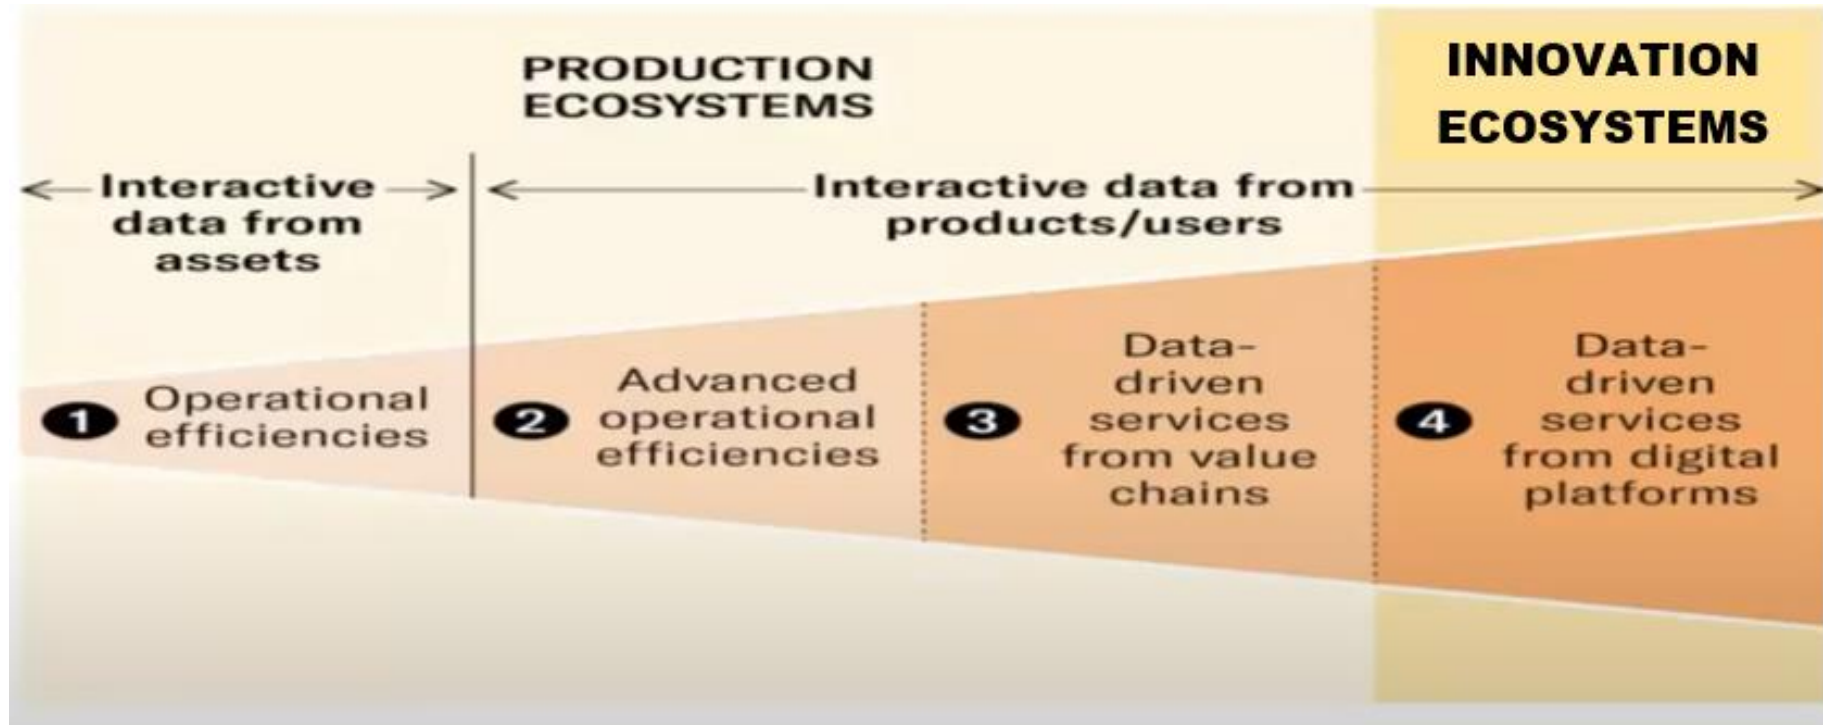 PRODUCTION
ECOSYSTEMS
INNOVATION
ECOSYSTEMS
Interactive
data from
assets
Interactive data from
products/users
1
Operational
efficiencies
2
Advanced
operational
efficiencies
3
Data-
driven
services
from value
chains
4
Data-
driven
services
from digital
platforms